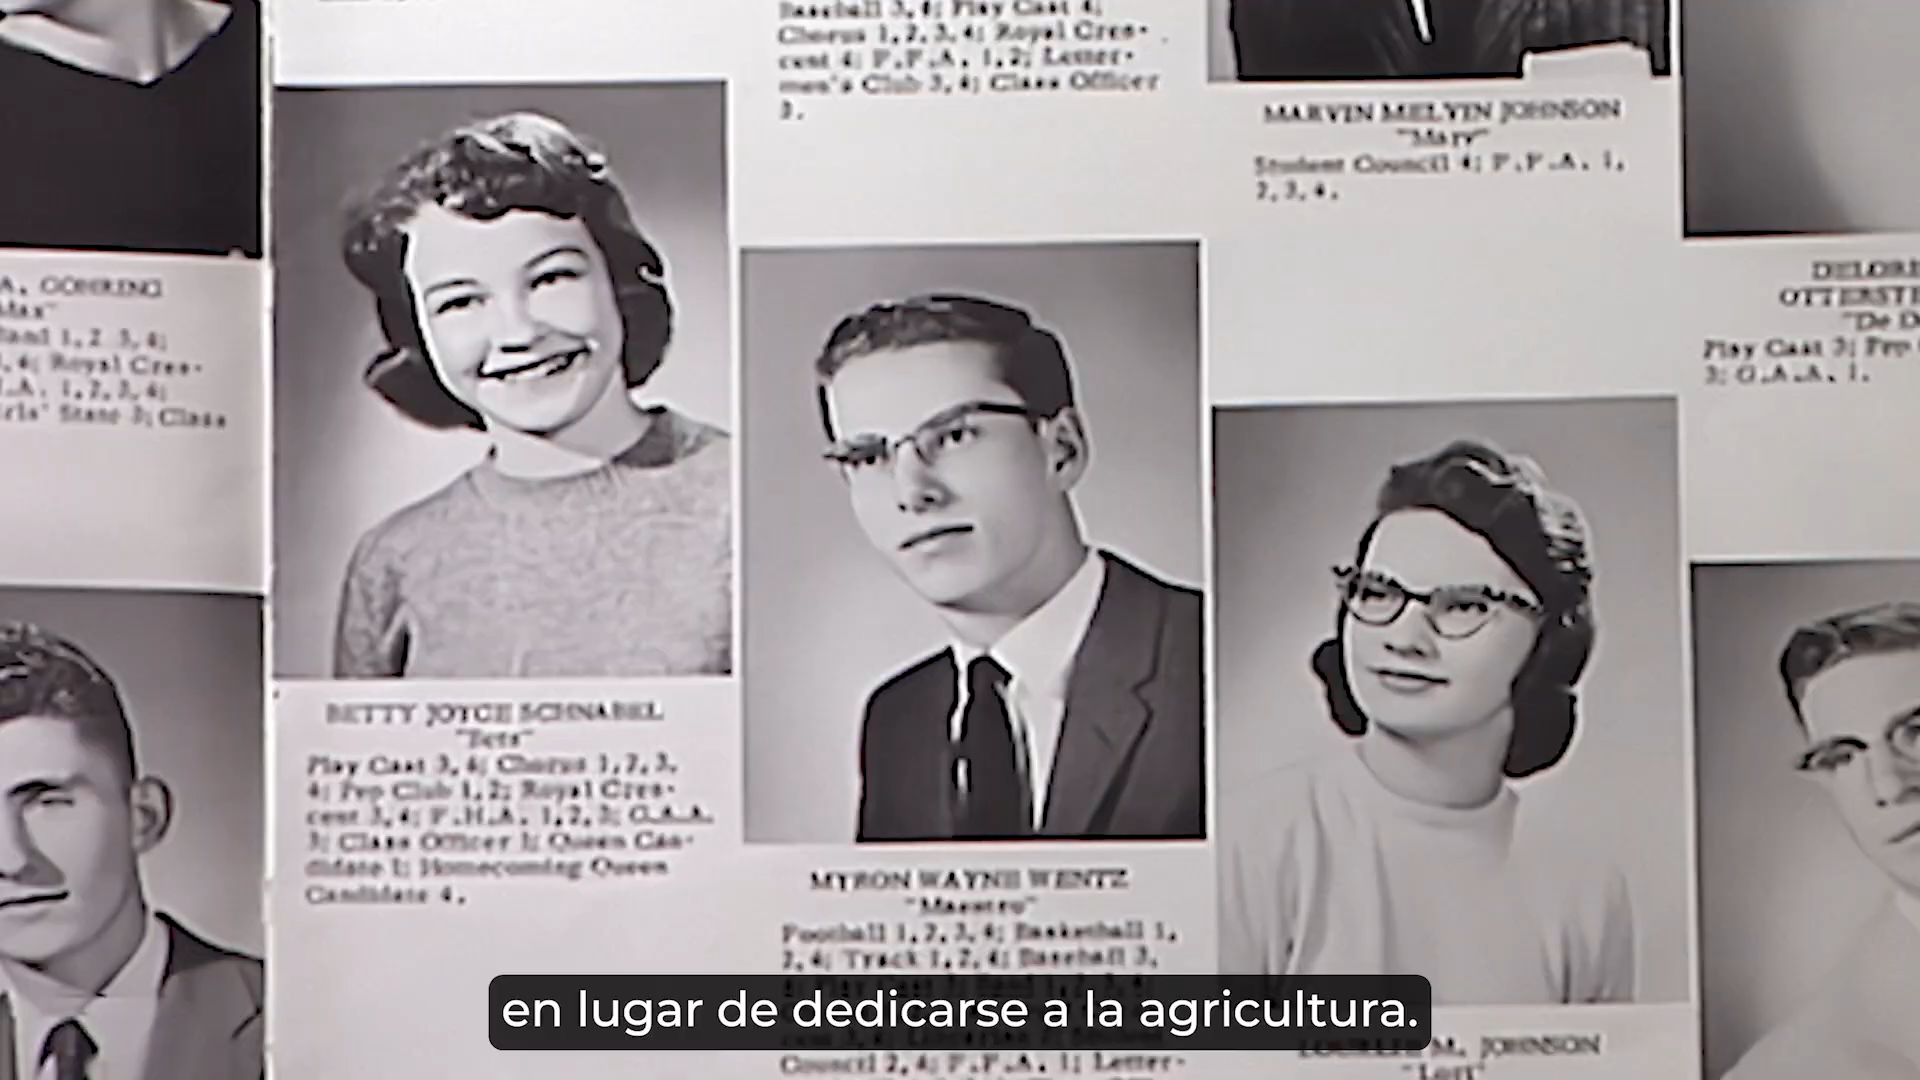 Baseball 3, 4; Play Cast 4;
Chorus 1, 2, 3, 4; Royal Cres-
cent 4; F.F.A. 1, 2; Letter-
men's Club 3, 4; Class Officer
3.
MARVIN MELVIN JOHNSON
"Marv"
Student Council 4; F.F.A. 1,
2, 3, 4.
A. GOHRING
Band 1, 2, 3, 4;
, 4; Royal Cres-
.A. 1, 2, 3, 4;
irls' State 3; Class
DELORE
OTTERSTE
"De D
Play Cast 3; Pep
3; G.A.A. 1.
BETTY JOYCE SCHNABEL
"Bets"
Play Cast 3, 4; Chorus 1, 2, 3,
4; Pep Club 1, 2; Royal Cres-
cent 3, 4; F.H.A. 1, 2, 3; G.A.A.
3; Class Officer 1; Queen Can-
didate 1; Homecoming Queen
Candidate 4.
MYRON WAYNE WENTZ
"Maestro"
Football 1, 2, 3, 4; Basketball 1,
2, 4; Track 1, 2, 4; Baseball 3,
Council 2, 4; F.F.A. 1; Letter-
M. JOHNSON
"Lori"
en lugar de dedicarse a la agricultura.